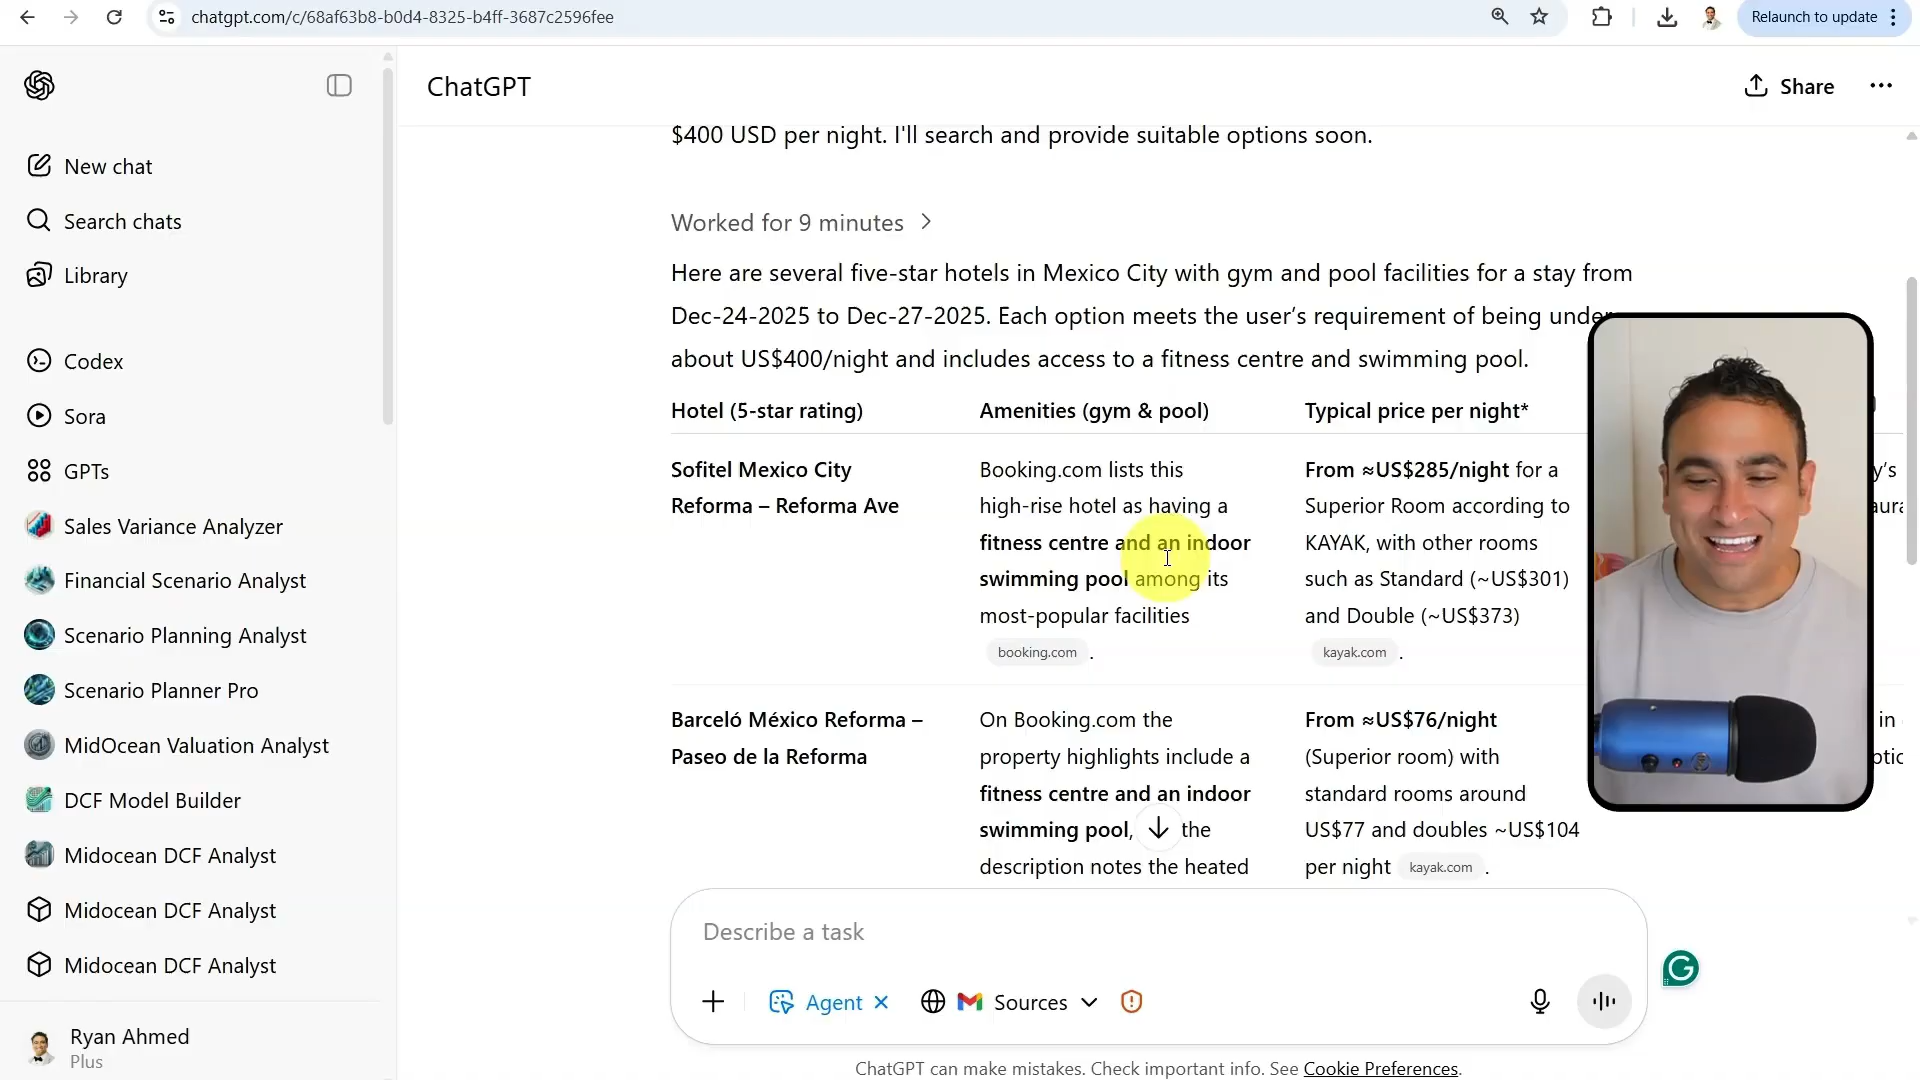 chatgpt.com/c/68af63b8-b0d4-8325-b4ff-3687c2596fee
Relaunch to update
New chat
Search chats
Library
Codex
Sora
GPTs
Sales Variance Analyzer
Financial Scenario Analyst
Scenario Planning Analyst
Scenario Planner Pro
MidOcean Valuation Analyst
DCF Model Builder
Midocean DCF Analyst
Midocean DCF Analyst
Midocean DCF Analyst
Ryan Ahmed
Plus
ChatGPT
Share
$400 USD per night. I'll search and provide suitable options soon.
Worked for 9 minutes
Here are several five-star hotels in Mexico City with gym and pool facilities for a stay from
Dec-24-2025 to Dec-27-2025. Each option meets the user’s requirement of being under
about US$400/night and includes access to a fitness centre and swimming pool.
Hotel (5-star rating)
Amenities (gym & pool)
Typical price per night*
Sofitel Mexico City
Reforma – Reforma Ave
Booking.com lists this
high-rise hotel as having a
fitness centre and an indoor
swimming pool among its
most-popular facilities
booking.com .
From ≈US$285/night for a
Superior Room according to
KAYAK, with other rooms
such as Standard (~US$301)
and Double (~US$373)
kayak.com .
Barceló México Reforma –
Paseo de la Reforma
On Booking.com the
property highlights include a
fitness centre and an indoor
swimming pool, the
description notes the heated
From ≈US$76/night
(Superior room) with
standard rooms around
US$77 and doubles ~US$104
per night kayak.com .
in
Describe a task
Agent
Sources
ChatGPT can make mistakes. Check important info. See Cookie Preferences.